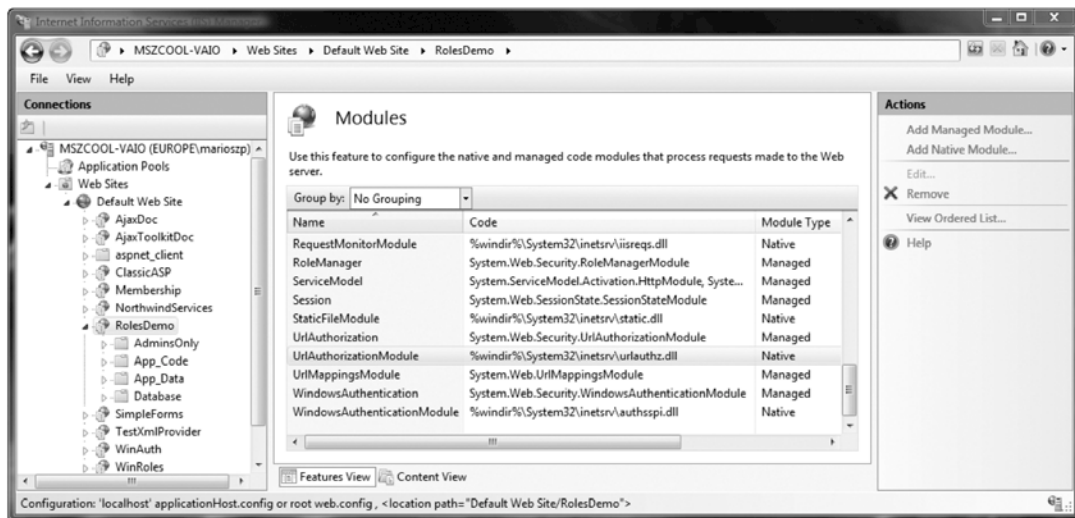 Internet Information Services (IIS) Manager
MSZCOOL-VAIO Web Sites Default Web Site RolesDemo
File View Help
Connections
MSZCOOL-VAIO (EUROPE\marioszp)
Application Pools
Web Sites
Default Web Site
AjaxDoc
AjaxToolkitDoc
aspnet_client
ClassicASP
Membership
NorthwindServices
RolesDemo
AdminsOnly
App_Code
App_Data
Database
SimpleForms
TestXmlProvider
WinAuth
WinRoles
Modules
Use this feature to configure the native and managed code modules that process requests made to the Web
server.
Group by: No Grouping
Name Code Module Type
RequestMonitorModule %windir%\System32\inetsrv\iisreqs.dll Native
RoleManager System.Web.Security.RoleManagerModule Managed
ServiceModel System.ServiceModel.Activation.HttpModule, Syste... Managed
Session System.Web.SessionState.SessionStateModule Managed
StaticFileModule %windir%\System32\inetsrv\static.dll Native
UrlAuthorization System.Web.Security.UrlAuthorizationModule Managed
UrlAuthorizationModule %windir%\System32\inetsrv\urlauthz.dll Native
UrlMappingsModule System.Web.UrlMappingsModule Managed
WindowsAuthentication System.Web.Security.WindowsAuthenticationModule Managed
WindowsAuthenticationModule %windir%\System32\inetsrv\authsspi.dll Native
Features View Content View
Actions
Add Managed Module...
Add Native Module...
Edit...
Remove
View Ordered List...
Help
Configuration: 'localhost' applicationHost.config or root web.config, <location path="Default Web Site/RolesDemo">